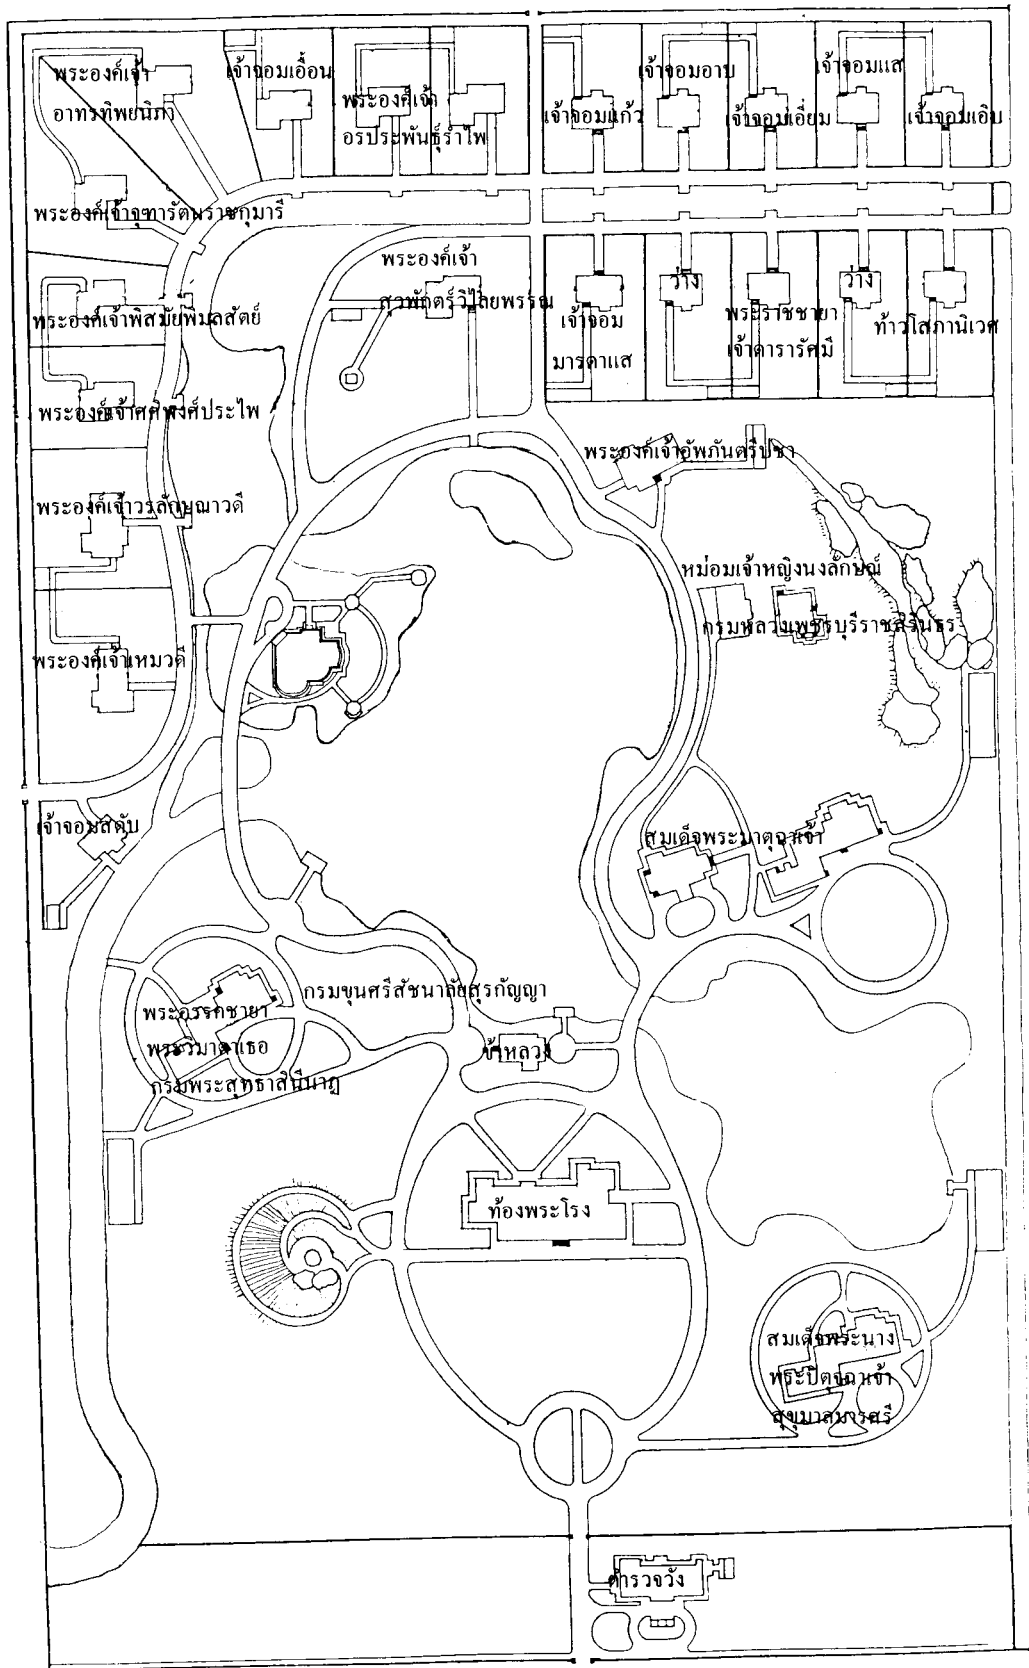 พระองค์เจ้า
อาทรทิพยนิภา
เจ้าจอมเอื้อน
พระองค์เจ้า
อรประพันธุ์รำไพ
เจ้าจอมแก้ว
เจ้าจอมอาบ
เจ้าจอมเอี่ยม
เจ้าจอมแส
เจ้าจอมเอิบ
พระองค์เจ้าจุฑารัตนราชกุมารี
พระองค์เจ้า
สุวพักตร์วิไลยพรรณ
เจ้าจอม
มารดาแส
ว่าง
พระราชชายา
เจ้าดารารัศมี
ว่าง
ท้าวโสภานิเวศ
พระองค์เจ้าพิสมัยพิมลสัตย์
พระองค์เจ้าศศิพงศ์ประไพ
พระองค์เจ้าอัพภันตรีปชา
พระองค์เจ้าวรลักษณาวดี
หม่อมเจ้าหญิงนงลักษณ์
กรมหลวงเพชรบุรีราชสิรินธร
พระองค์เจ้าเหมวดี
เจ้าจอมสดับ
สมเด็จพระมาตุฉาเจ้า
กรมขุนศรีสัชนาลัยสุรกัญญา
พระอรรคชายา
พระวิมาดาเธอ
กรมพระสุทธาสินีนาฏ
ข้าหลวง
ท้องพระโรง
สมเด็จพระนาง
พระปิตุจฉาเจ้า
สุขุมาลมารศรี
ตำรวจวัง